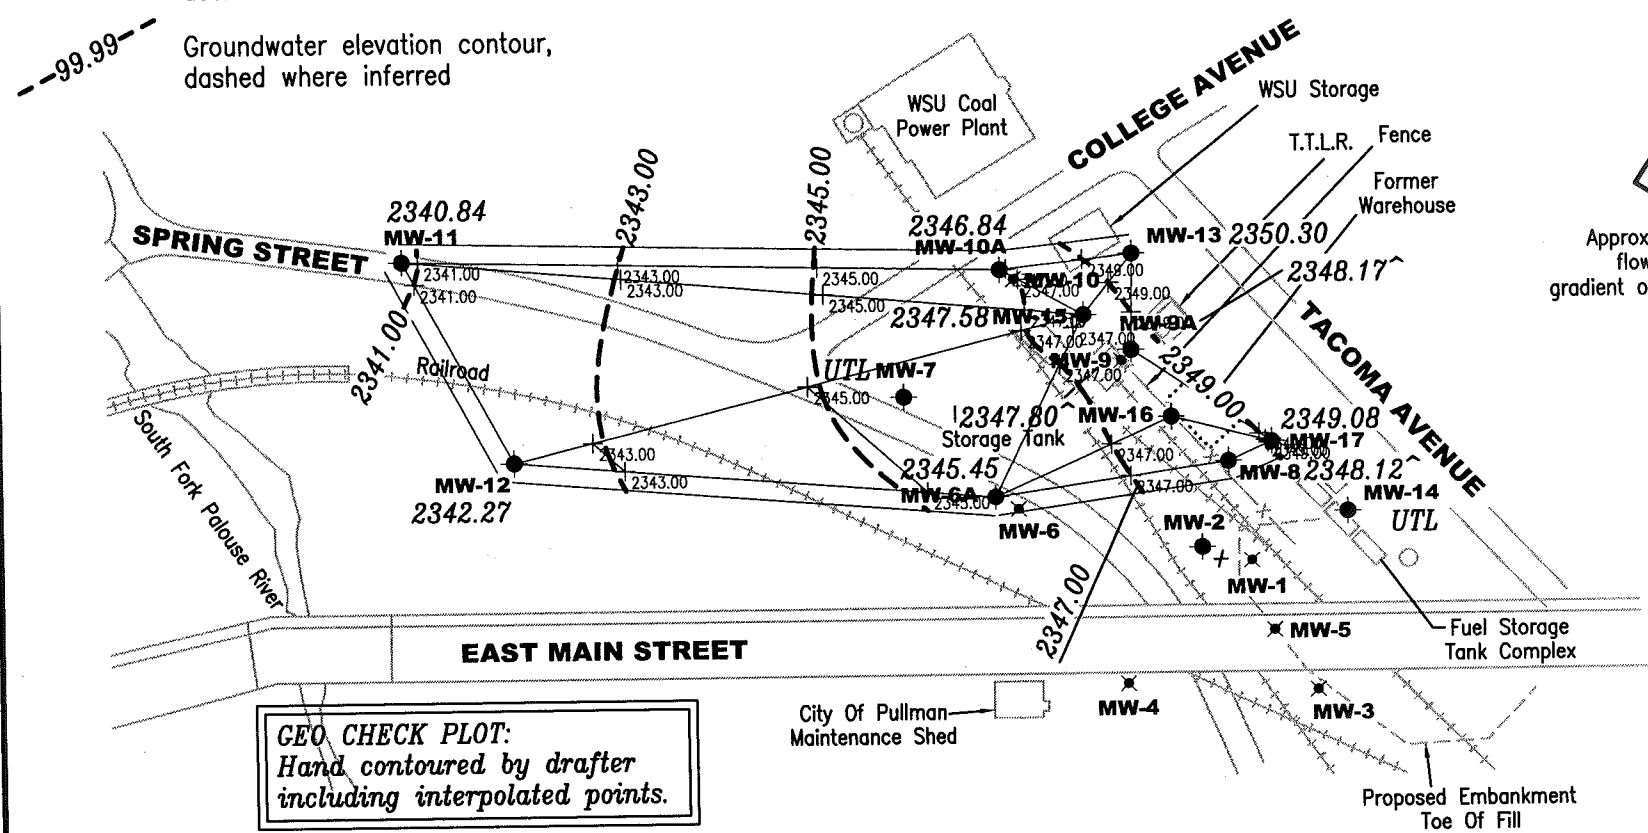 --99.99--
Groundwater elevation contour,
dashed where inferred
WSU Coal
Power Plant
COLLEGE AVENUE
WSU Storage
T.T.L.R.
Fence
Former
Warehouse
Approx
flow
gradient o
2343.00
2345.00
2340.84
MW-11
SPRING STREET
2346.84
MW-10A
MW-13
2350.30
2348.17^
2341.00
2341.00
2343.00
2343.00
2345.00
2345.00
MW-10
2347.00
2349.00
2349.00
2347.58
MW-15
MW-9A
2347.00
2347.00
MW-9
2347.00
TACOMA AVENUE
2341.00
Railroad
UTL
MW-7
2345.00
2349.00
2347.80^
MW-16
Storage Tank
2349.08
MW-17
2343.00
2347.00
2345.45
MW-8
2348.12^
MW-12
2343.00
MW-6A
2345.00
2347.00
2342.27
MW-6
MW-14
UTL
MW-2
MW-1
South Fork Palouse River
2347.00
MW-5
EAST MAIN STREET
Fuel Storage
Tank Complex
City Of Pullman
Maintenance Shed
MW-4
MW-3
GEO CHECK PLOT:
Hand contoured by drafter
including interpolated points.
Proposed Embankment
Toe Of Fill